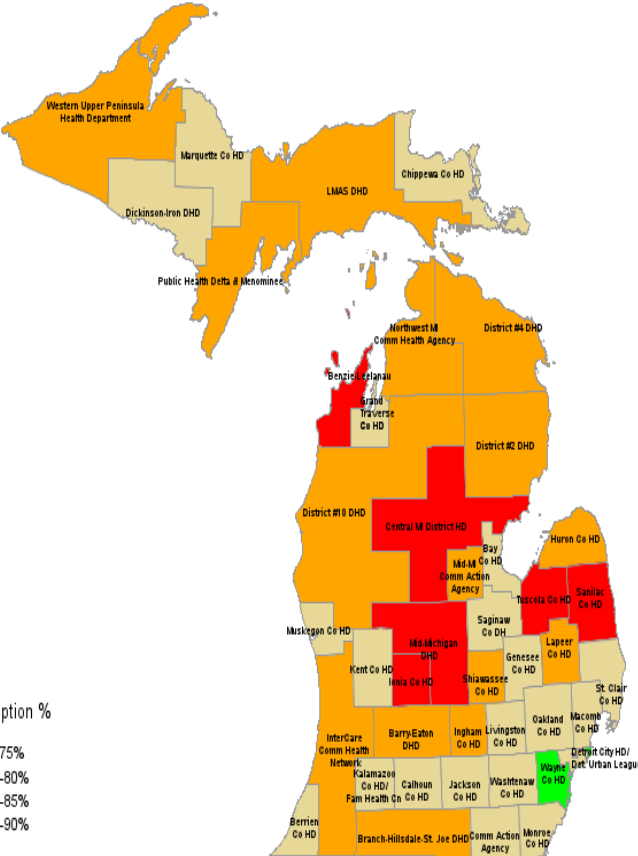 Western Upper Peninsula
Health Department
Marquette Co HD
Chippewa Co HD
LMAS DHD
Dickinson-Iron DHD
Public Health Delta & Menominee
Northwest MI
Comm Health Agency
District #4 DHD
Benzie-Leelanau
Grand
Traverse
Co HD
District #2 DHD
District #10 DHD
Central MI District HD
Huron Co HD
Bay
Co HD
Mid-MI
Comm Action
Agency
Tuscola Co HD
Sanilac
Co HD
Saginaw
Co DH
Muskegon Co HD
Mid-Michigan
DHD
Lapeer
Co HD
Genesee
Co HD
Kent Co HD
Ionia Co HD
Shiawassee
Co HD
St. Clair
Co HD
ption %
75%
-80%
-85%
-90%
InterCare
Comm Health
Network
Barry-Eaton
DHD
Ingham
Co HD
Livingston
Co HD
Oakland
Co HD
Macomb
Co HD
Detroit City HD/
Det. Urban League
Wayne
Co HD
Kalamazoo
Co HD/
Fam Health Cn
Calhoun
Co HD
Jackson
Co HD
Washtenaw
Co HD
Berrien
Co HD
Branch-Hillsdale-St. Joe DHD
Comm Action
Agency
Monroe
Co HD